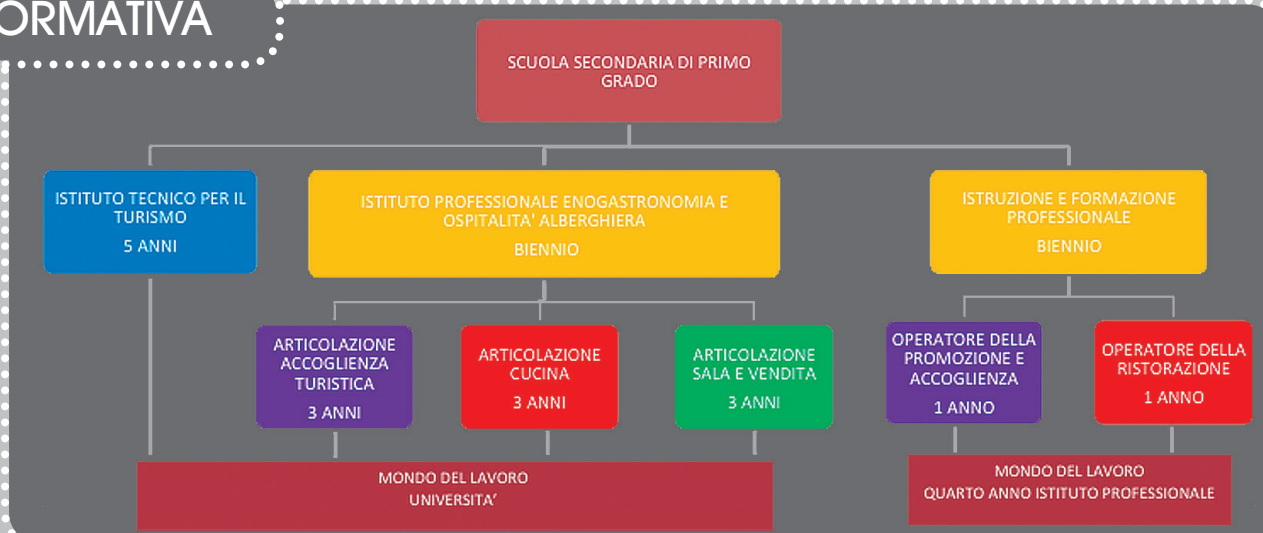 SCUOLA SECONDARIA DI PRIMO
GRADO
ISTITUTO TECNICO PER IL
TURISMO
5 ANNI
ISTITUTO PROFESSIONALE ENOGASTRONOMIA E
OSPITALITA' ALBERGHIERA
BIENNIO
ISTRUZIONE E FORMAZIONE
PROFESSIONALE
BIENNIO
ARTICOLAZIONE
ACCOGLIENZA
TURISTICA
3 ANNI
ARTICOLAZIONE
CUCINA
3 ANNI
ARTICOLAZIONE
SALA E VENDITA
3 ANNI
OPERATORE DELLA
PROMOZIONE E
ACCOGLIENZA
1 ANNO
OPERATORE DELLA
RISTORAZIONE
1 ANNO
MONDO DEL LAVORO
UNIVERSITA'
MONDO DEL LAVORO
QUARTO ANNO ISTITUTO PROFESSIONALE